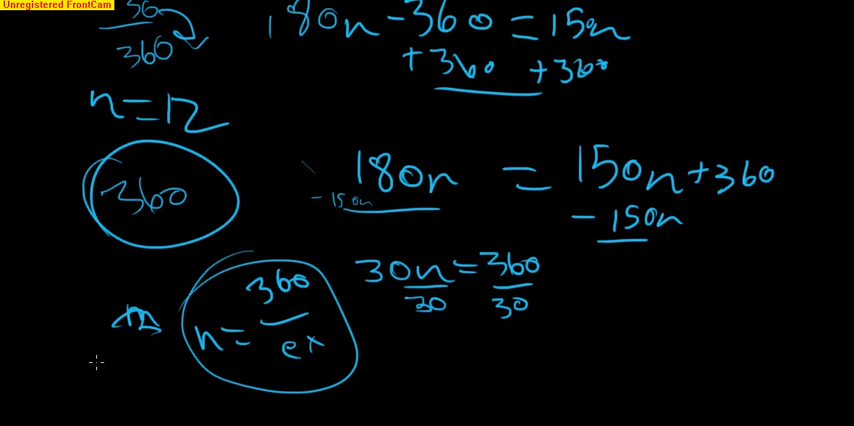 Unregistered FrontCam
30
360
180n - 360 = 150n
+ 360 + 360
n = 12
360
180n = 150n + 360
- 150n - 150n
30n = 360
30 30
n = 360
ex